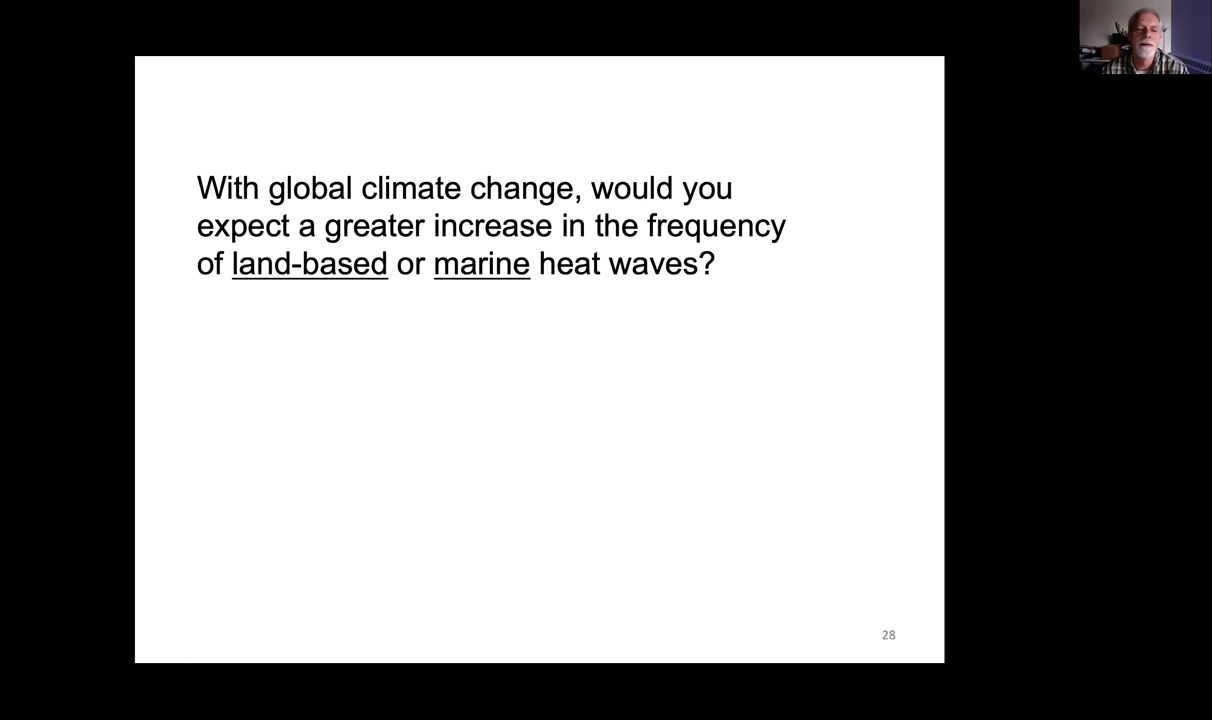 With global climate change, would you
expect a greater increase in the frequency
of land-based or marine heat waves?
28